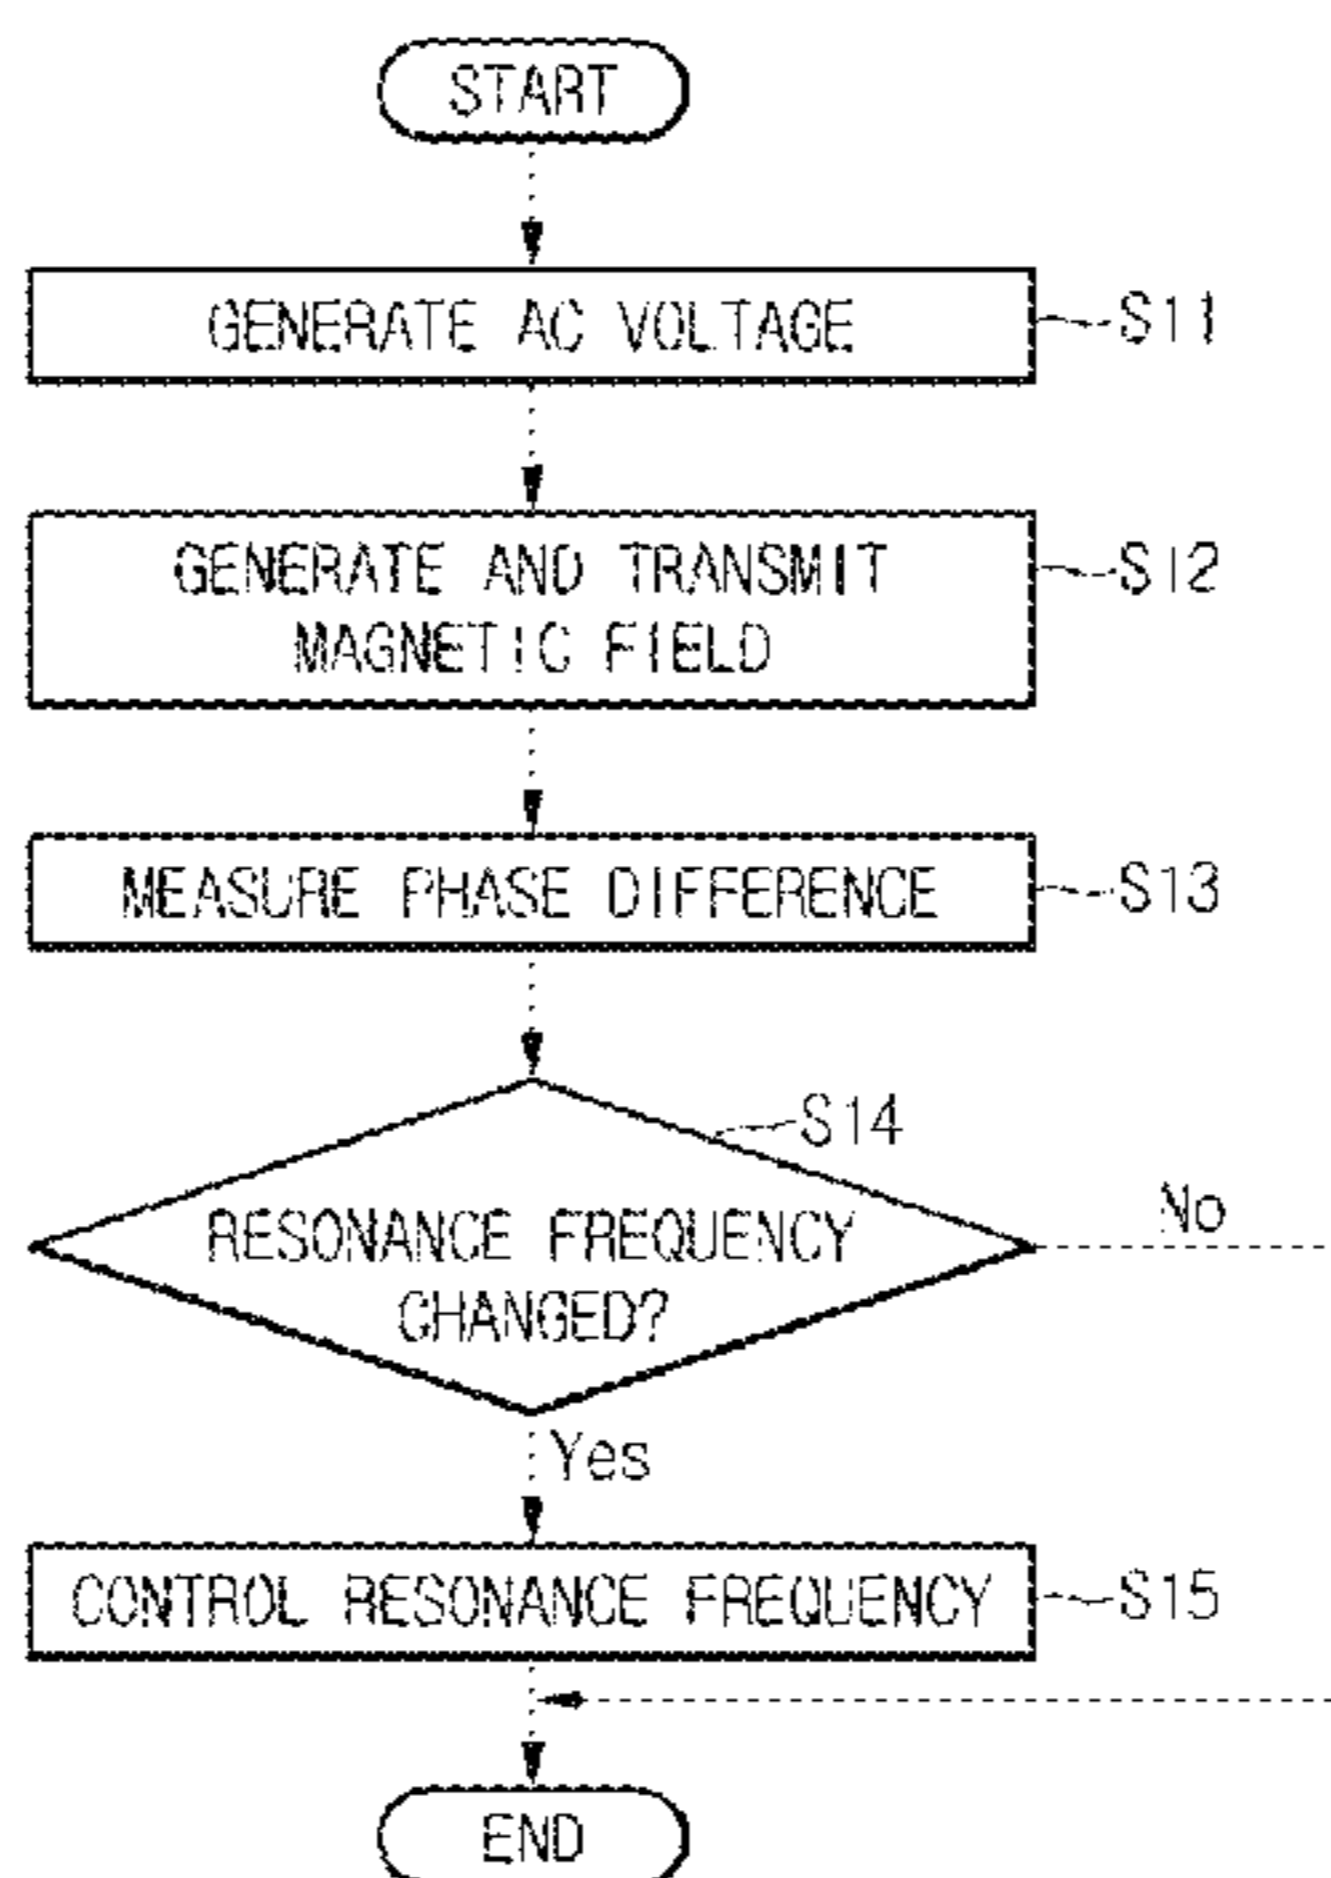 START
GENERATE AC VOLTAGE
S11
GENERATE AND TRANSMIT
MAGNETIC FIELD
S12
MEASURE PHASE DIFFERENCE
S13
S14
RESONANCE FREQUENCY
CHANGED?
No
Yes
CONTROL RESONANCE FREQUENCY
S15
END